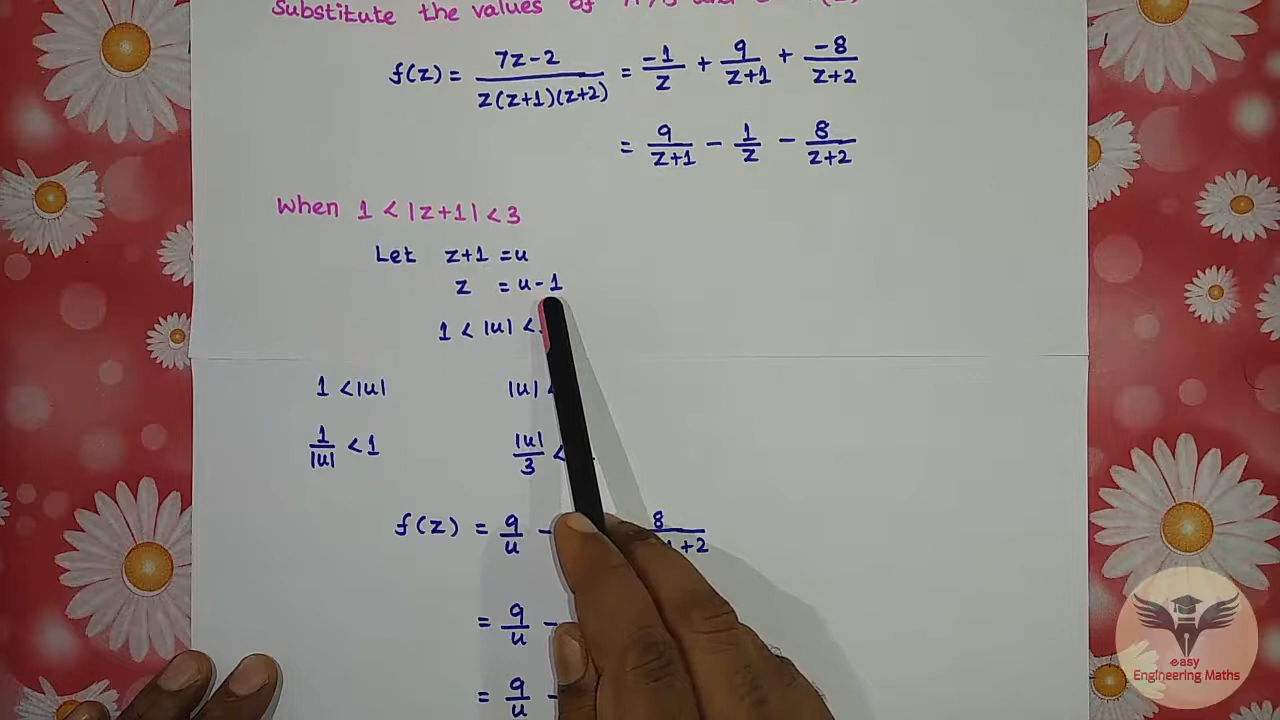 Substitute the values of
f(z) = 7z-2 / z(z+1)(z+2) = -1/z + 9/z+1 + -8/z+2
= 9/z+1 - 1/z - 8/z+2
When 1 < |z+1| < 3
Let z+1 = u
z = u-1
1 < |u| <
1 < |u| |u| <
1/|u| < 1 |u|/3 <
f(z) = 9/u - 8/ +2
= 9/u -
= 9/u -
easy
Engineering Maths